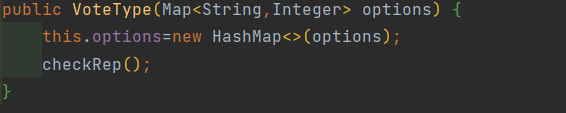 public VoteType(Map<String,Integer> options) {
    this.options=new HashMap<>(options);
    checkRep();
}